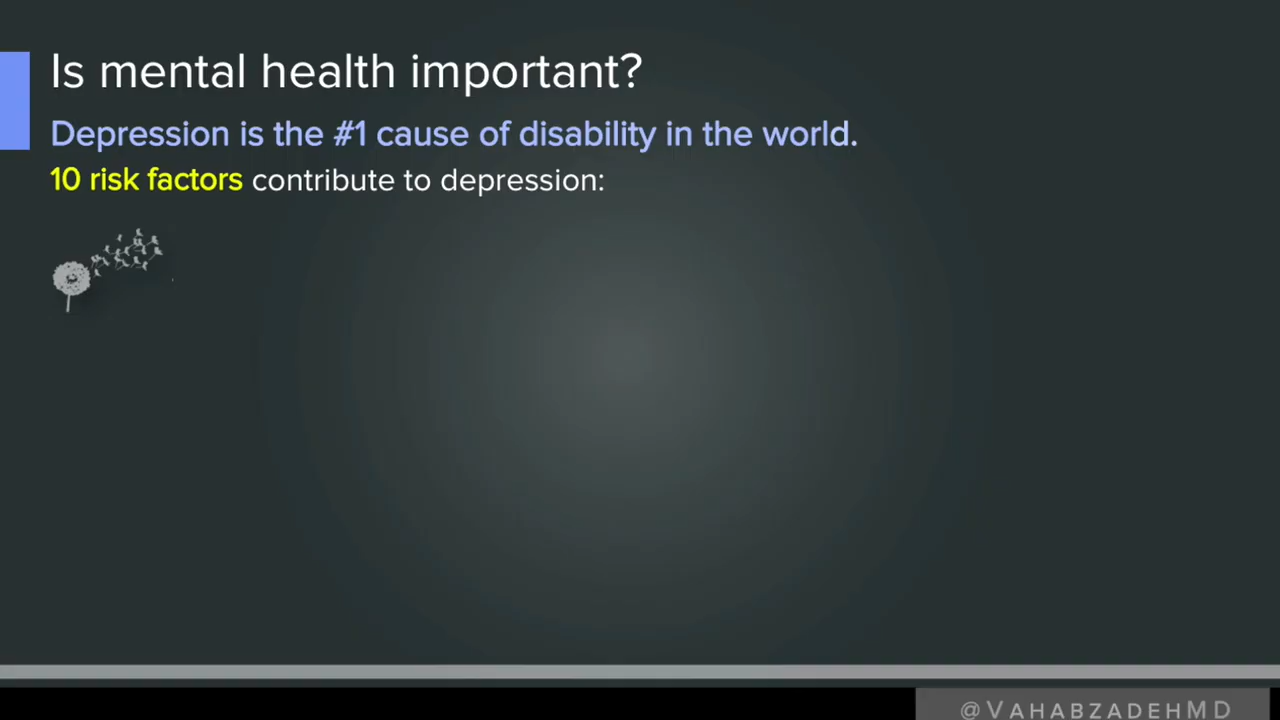 Is mental health important?
Depression is the #1 cause of disability in the world.
10 risk factors contribute to depression:
@VAHABZADEHMD